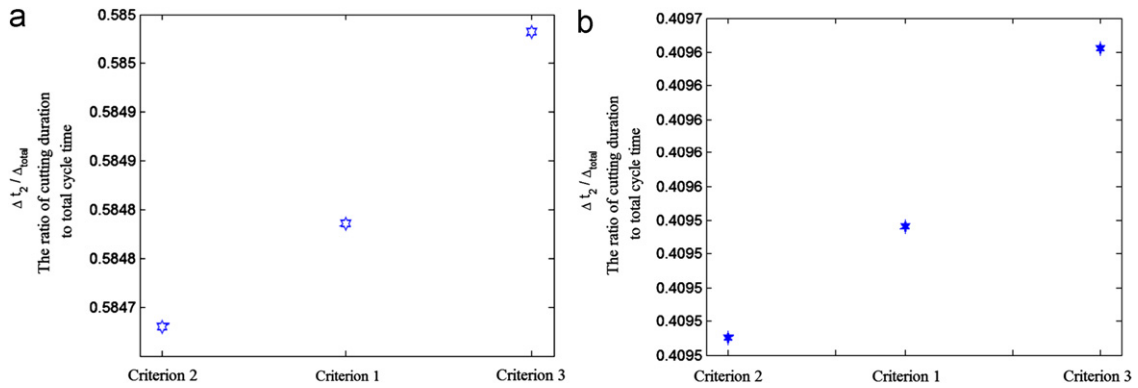 a
0.585
0.585
0.5849
0.5849
0.5848
0.5848
0.5847
Δ t2 / Δtotal
The ratio of cutting duration
to total cycle time
Criterion 2
Criterion 1
Criterion 3
b
0.4097
0.4096
0.4096
0.4096
0.4096
0.4096
0.4095
0.4095
0.4095
0.4095
0.4095
Δ t2 / Δtotal
The ratio of cutting duration
to total cycle time
Criterion 2
Criterion 1
Criterion 3